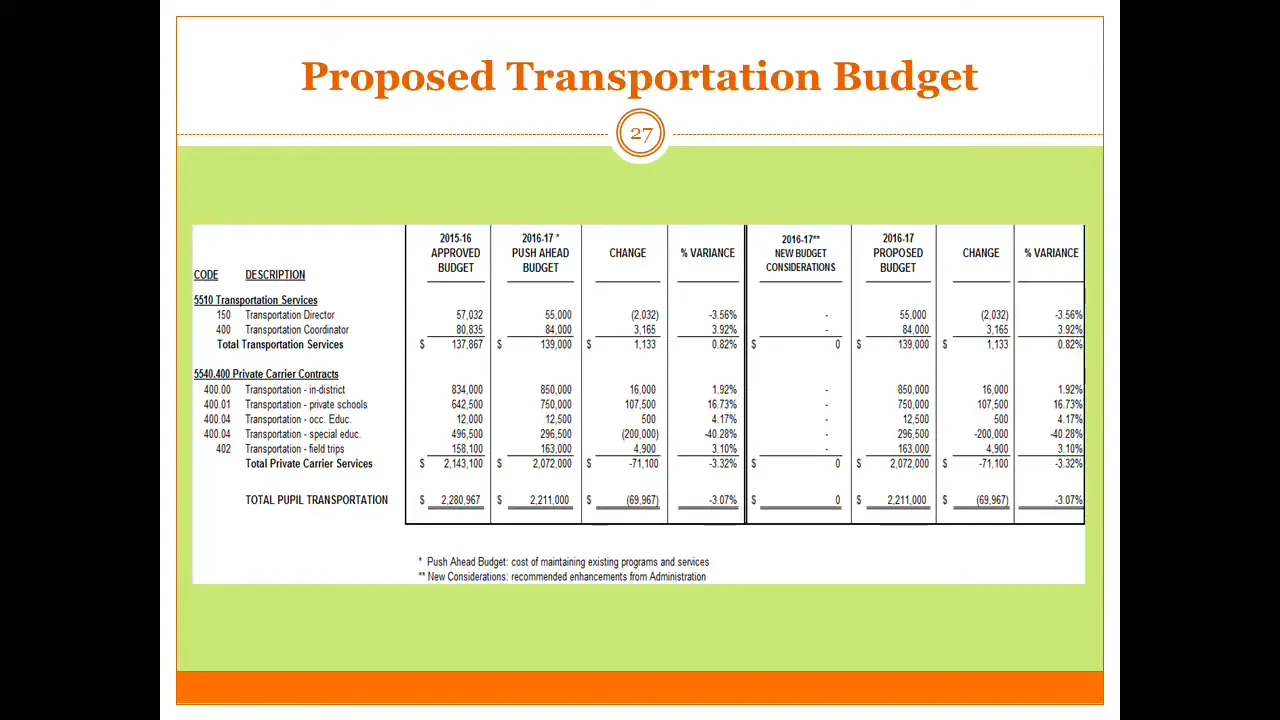 Proposed Transportation Budget
27
CODE DESCRIPTION 2015-16 APPROVED BUDGET 2016-17 * PUSH AHEAD BUDGET CHANGE % VARIANCE 2016-17** NEW BUDGET CONSIDERATIONS 2016-17 PROPOSED BUDGET CHANGE % VARIANCE
5510 Transportation Services
150 Transportation Director 57,032 55,000 (2,032) -3.56% - 55,000 (2,032) -3.56%
400 Transportation Coordinator 80,835 84,000 3,165 3.92% - 84,000 3,165 3.92%
Total Transportation Services $ 137,867 $ 139,000 $ 1,133 0.82% $ 0 $ 139,000 $ 1,133 0.82%
5540.400 Private Carrier Contracts
400.00 Transportation - in-district 834,000 850,000 16,000 1.92% - 850,000 16,000 1.92%
400.01 Transportation - private schools 642,500 750,000 107,500 16.73% - 750,000 107,500 16.73%
400.04 Transportation - occ. Educ. 12,000 12,500 500 4.17% - 12,500 500 4.17%
400.04 Transportation - special educ. 496,500 296,500 (200,000) -40.28% - 296,500 -200,000 -40.28%
402 Transportation - field trips 158,100 163,000 4,900 3.10% - 163,000 4,900 3.10%
Total Private Carrier Services $ 2,143,100 $ 2,072,000 $ -71,100 -3.32% $ 0 $ 2,072,000 $ -71,100 -3.32%
TOTAL PUPIL TRANSPORTATION $ 2,280,967 $ 2,211,000 $ (69,967) -3.07% $ 0 $ 2,211,000 $ (69,967) -3.07%
* Push Ahead Budget: cost of maintaining existing programs and services
** New Considerations: recommended enhancements from Administration